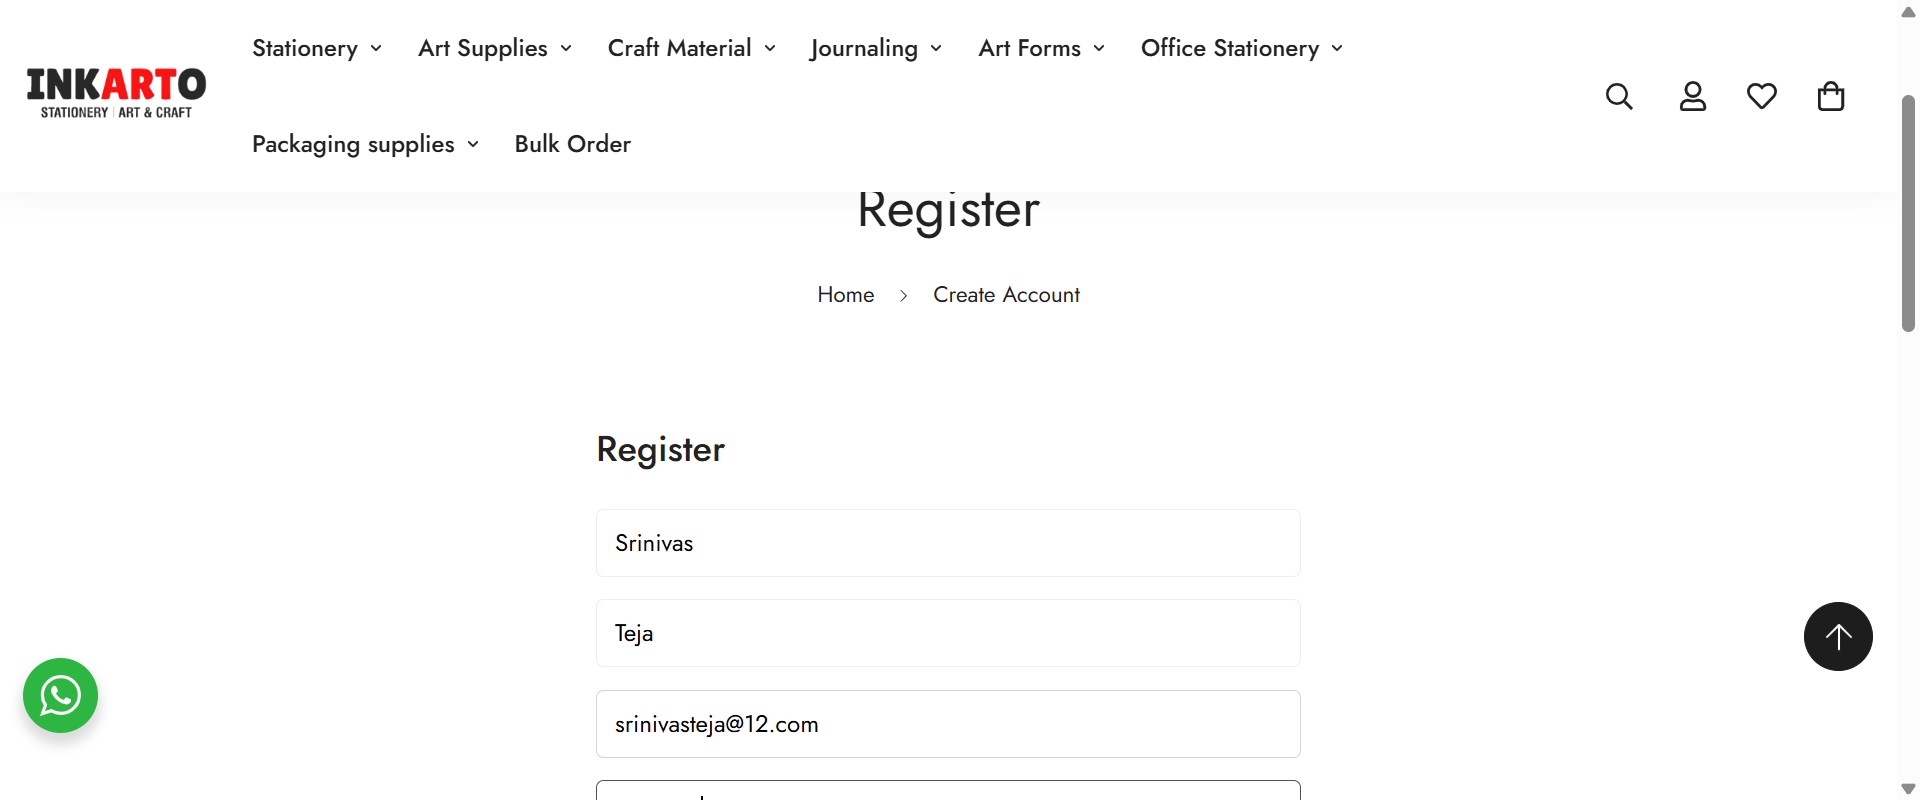 Stationery Art Supplies Craft Material Journaling Art Forms Office Stationery
INKARTO
STATIONERY | ART & CRAFT
Packaging supplies Bulk Order
Register
Home > Create Account
Register
Srinivas
Teja
srinivasteja@12.com